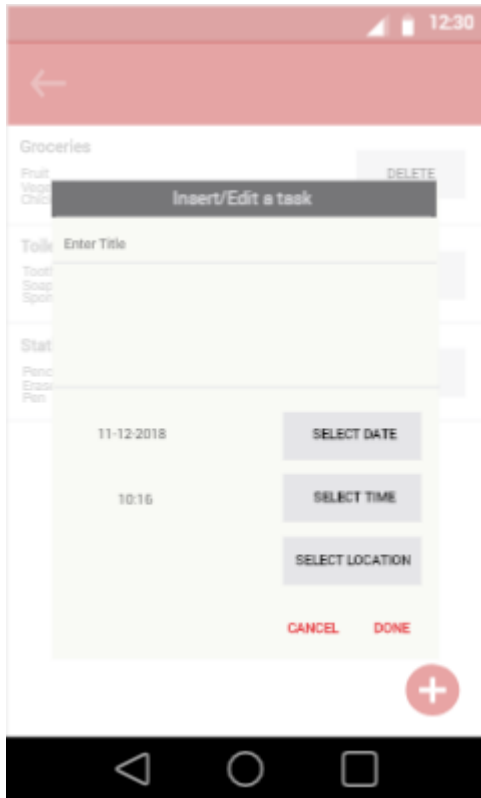 12:30
Groceries
Fruit
DELETE
Insert/Edit a task
Enter Title
11-12-2018
SELECT DATE
10:16
SELECT TIME
SELECT LOCATION
CANCEL
DONE